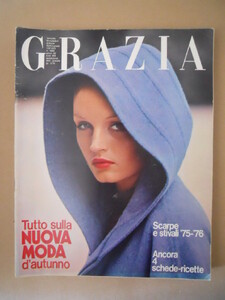 GRAZIA
Tutto sulla
NUOVA
MODA
d'autunno
Scarpe
e stivali '75-'76
Ancora
4
schede-ricette